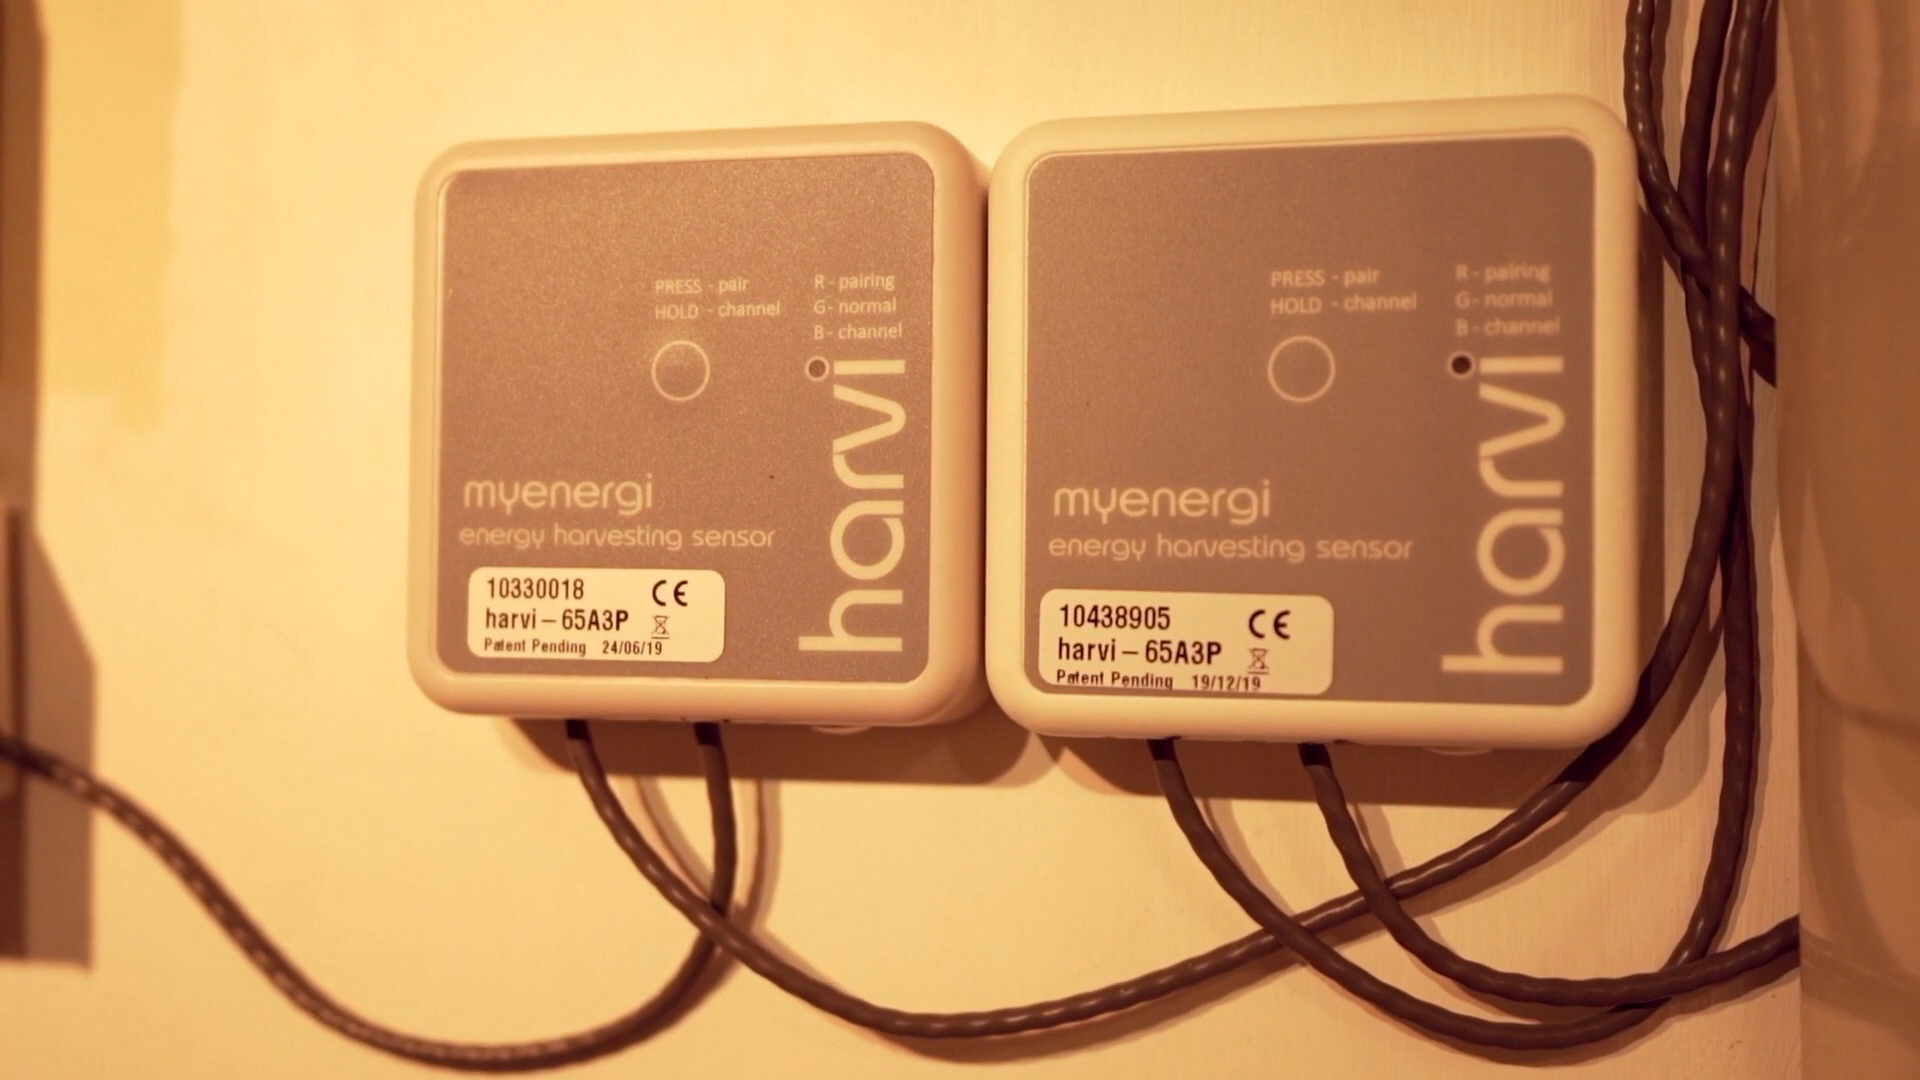 PRESS - pair
HOLD - channel
R - pairing
G - normal
B - channel
harvi
myenergi
energy harvesting sensor
10330018 CE
harvi – 65A3P
Patent Pending 24/06/19
PRESS - pair
HOLD - channel
R - pairing
G - normal
B - channel
harvi
myenergi
energy harvesting sensor
10438905 CE
harvi – 65A3P
Patent Pending 19/12/19